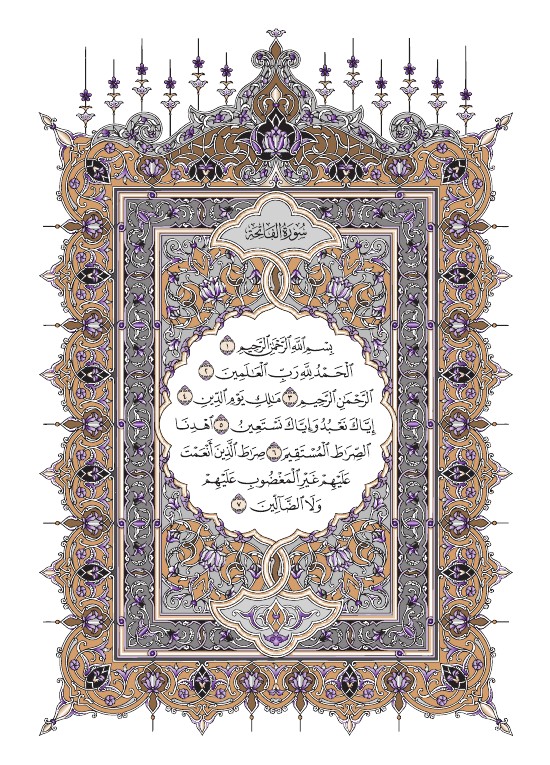 سُورَةُ الفَاتِحَةِ
بِسْمِ ٱللَّهِ ٱلرَّحْمَٰنِ ٱلرَّحِيمِ ١
ٱلْحَمْدُ لِلَّهِ رَبِّ ٱلْعَٰلَمِينَ ٢
ٱلرَّحْمَٰنِ ٱلرَّحِيمِ ٣ مَٰلِكِ يَوْمِ ٱلدِّينِ ٤
إِيَّاكَ نَعْبُدُ وَإِيَّاكَ نَسْتَعِينُ ٥ ٱهْدِنَا
ٱلصِّرَٰطَ ٱلْمُسْتَقِيمَ ٦ صِرَٰطَ ٱلَّذِينَ أَنْعَمْتَ
عَلَيْهِمْ غَيْرِ ٱلْمَغْضُوبِ عَلَيْهِمْ
وَلَا ٱلضَّآلِّينَ ٧